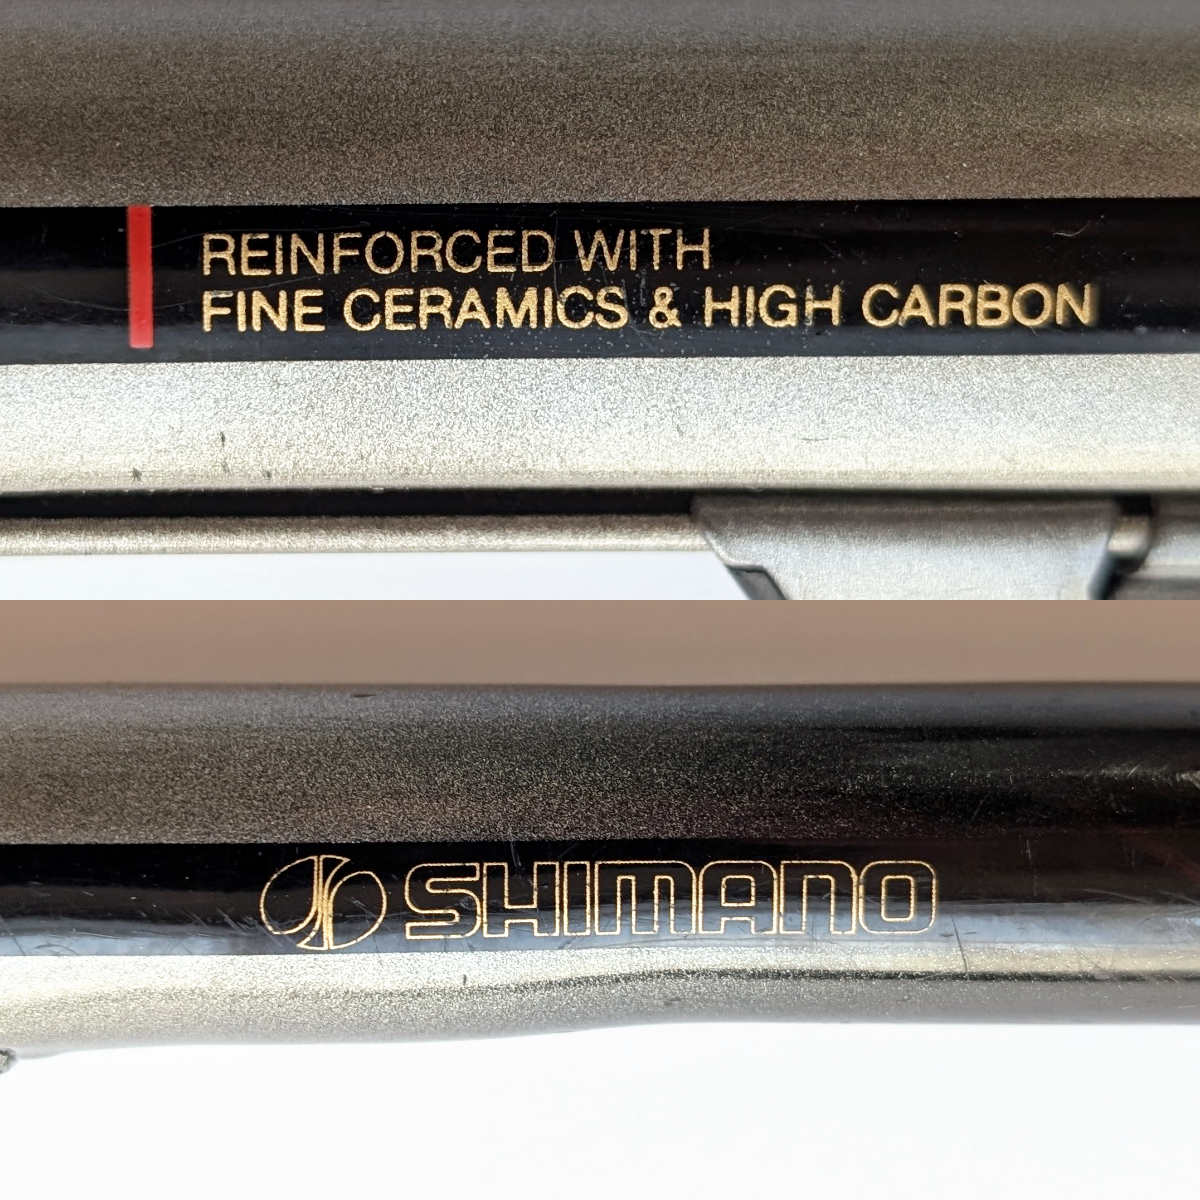 REINFORCED WITH
FINE CERAMICS & HIGH CARBON
SHIMANO